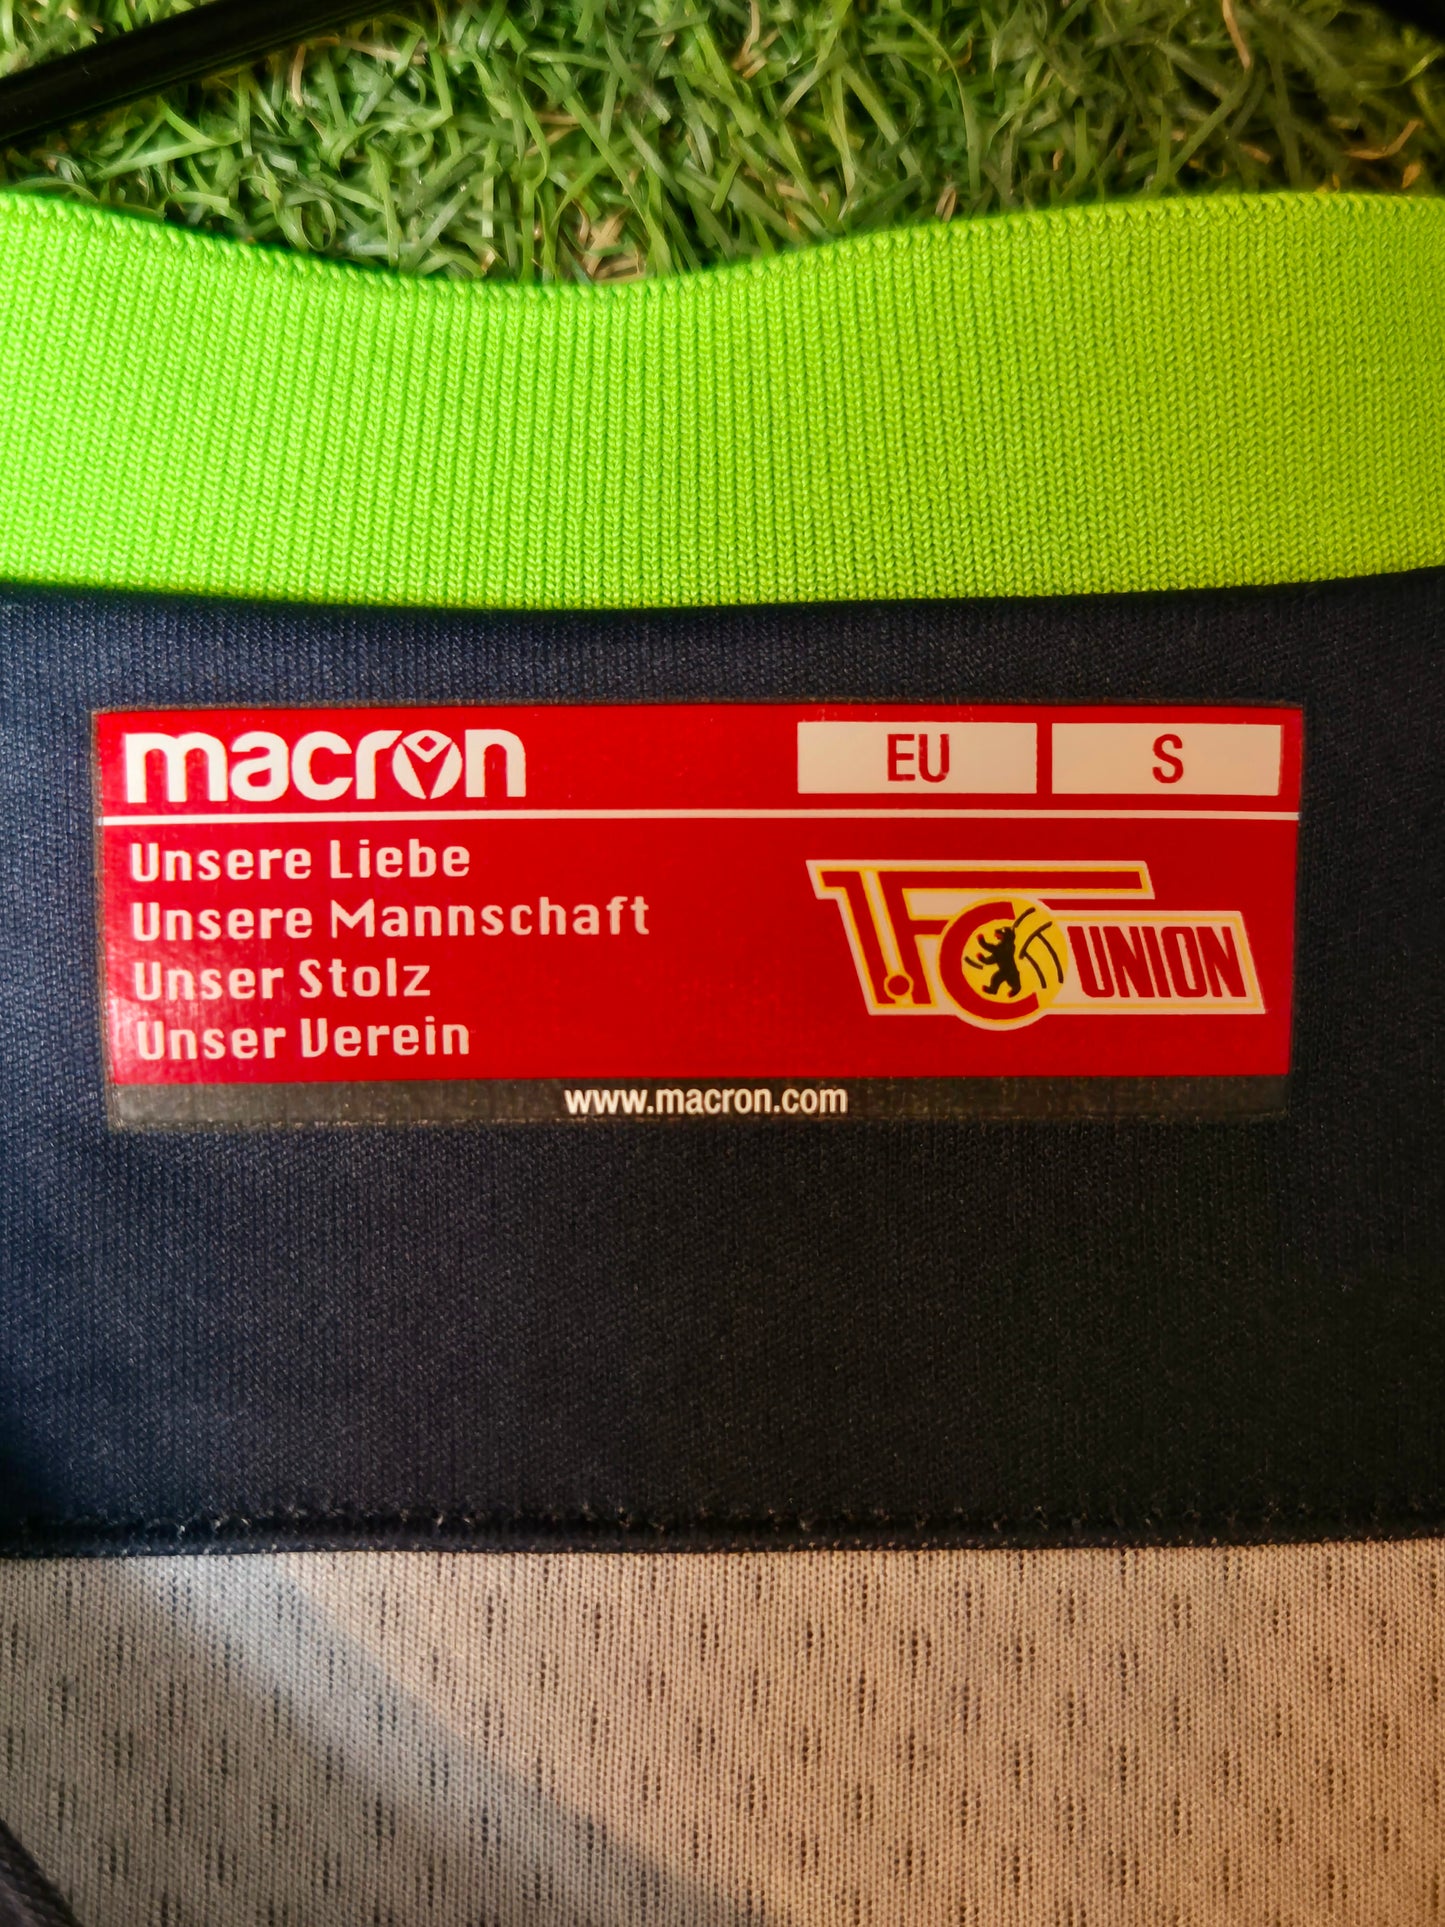 macron EU S
Unsere Liebe
Unsere Mannschaft
Unser Stolz
Unser Verein
1.FC UNION
www.macron.com